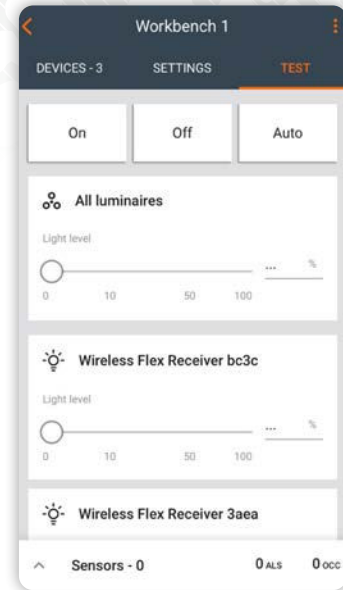 Workbench 1
DEVICES - 3 SETTINGS TEST
On Off Auto
All luminaires
Light level
... %
0 10 50 100
Wireless Flex Receiver bc3c
Light level
... %
0 10 50 100
Wireless Flex Receiver 3aea
Sensors - 0 0 ALS 0 OCC